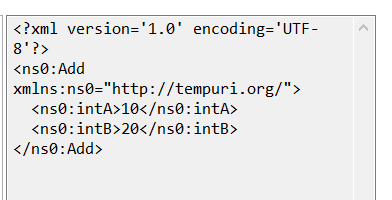 <?xml version='1.0' encoding='UTF-
8'?>
<ns0:Add
xmlns:ns0="http://tempuri.org/">
  <ns0:intA>10</ns0:intA>
  <ns0:intB>20</ns0:intB>
</ns0:Add>